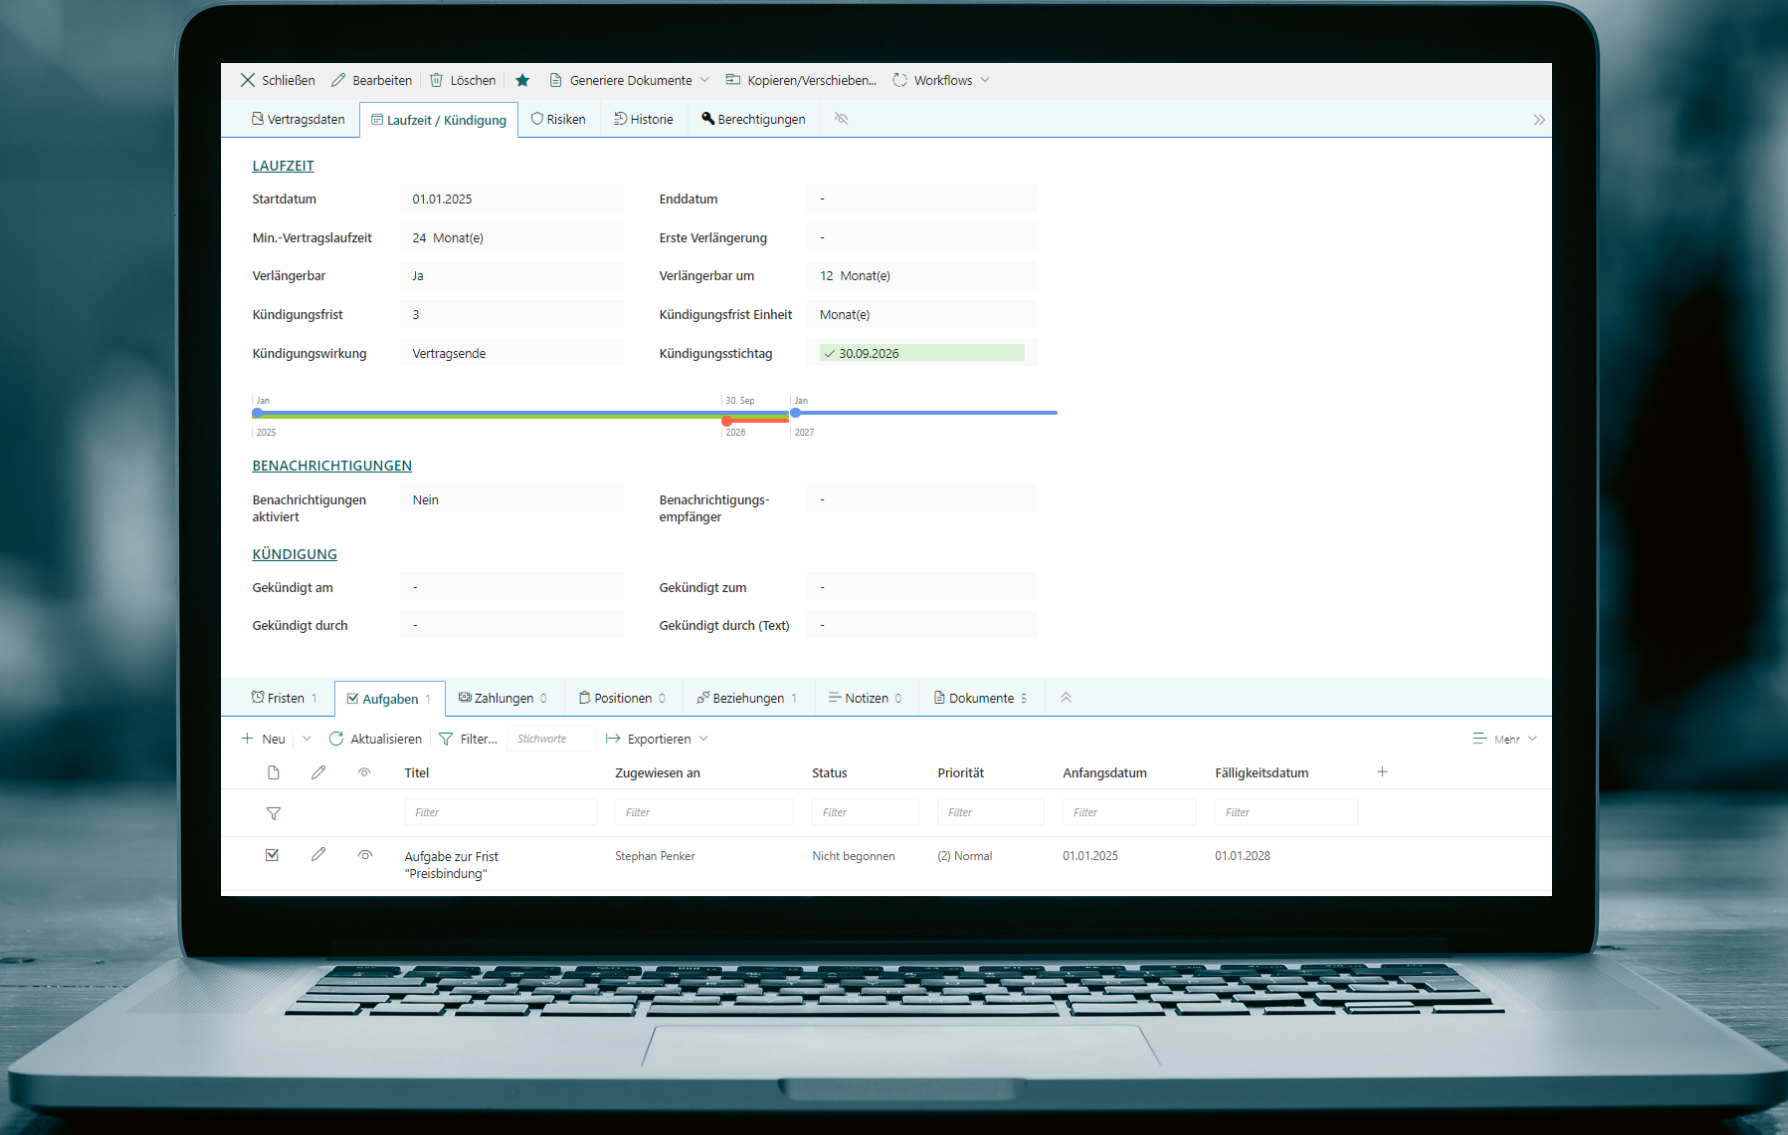 Schließen Bearbeiten Löschen Generiere Dokumente Kopieren/Verschieben... Workflows
Vertragsdaten Laufzeit / Kündigung Risiken Historie Berechtigungen
LAUFZEIT
Startdatum 01.01.2025 Enddatum -
Min.-Vertragslaufzeit 24 Monat(e) Erste Verlängerung -
Verlängerbar Ja Verlängerbar um 12 Monat(e)
Kündigungsfrist 3 Kündigungsfrist Einheit Monat(e)
Kündigungswirkung Vertragsende Kündigungsstichtag 30.09.2026
Jan 30. Sep Jan
2025 2026 2027
BENACHRICHTIGUNGEN
Benachrichtigungen Nein Benachrichtigungs- -
aktiviert empfänger
KÜNDIGUNG
Gekündigt am - Gekündigt zum -
Gekündigt durch - Gekündigt durch (Text) -
Fristen 1 Aufgaben 1 Zahlungen 0 Positionen 0 Beziehungen 1 Notizen 0 Dokumente 5
Neu Aktualisieren Filter... Stichworte Exportieren Mehr
Titel Zugewiesen an Status Priorität Anfangsdatum Fälligkeitsdatum
Filter Filter Filter Filter Filter Filter
Aufgabe zur Frist Stephan Penker Nicht begonnen (2) Normal 01.01.2025 01.01.2028
"Preisbindung"